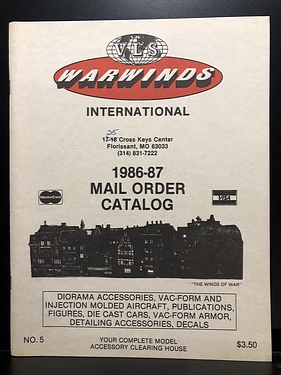 VLS
WARWINDS
INTERNATIONAL
25
17-18 Cross Keys Center
Florissant, MO 63033
(314) 831-7222
1986-87
MAIL ORDER
CATALOG
MasterCard
VISA
"THE WINDS OF WAR"
DIORAMA ACCESSORIES, VAC-FORM AND
INJECTION MOLDED AIRCRAFT, PUBLICATIONS,
FIGURES, DIE CAST CARS, VAC-FORM ARMOR,
DETAILING ACCESSORIES, DECALS
NO. 5
YOUR COMPLETE MODEL
ACCESSORY CLEARING HOUSE
$3.50